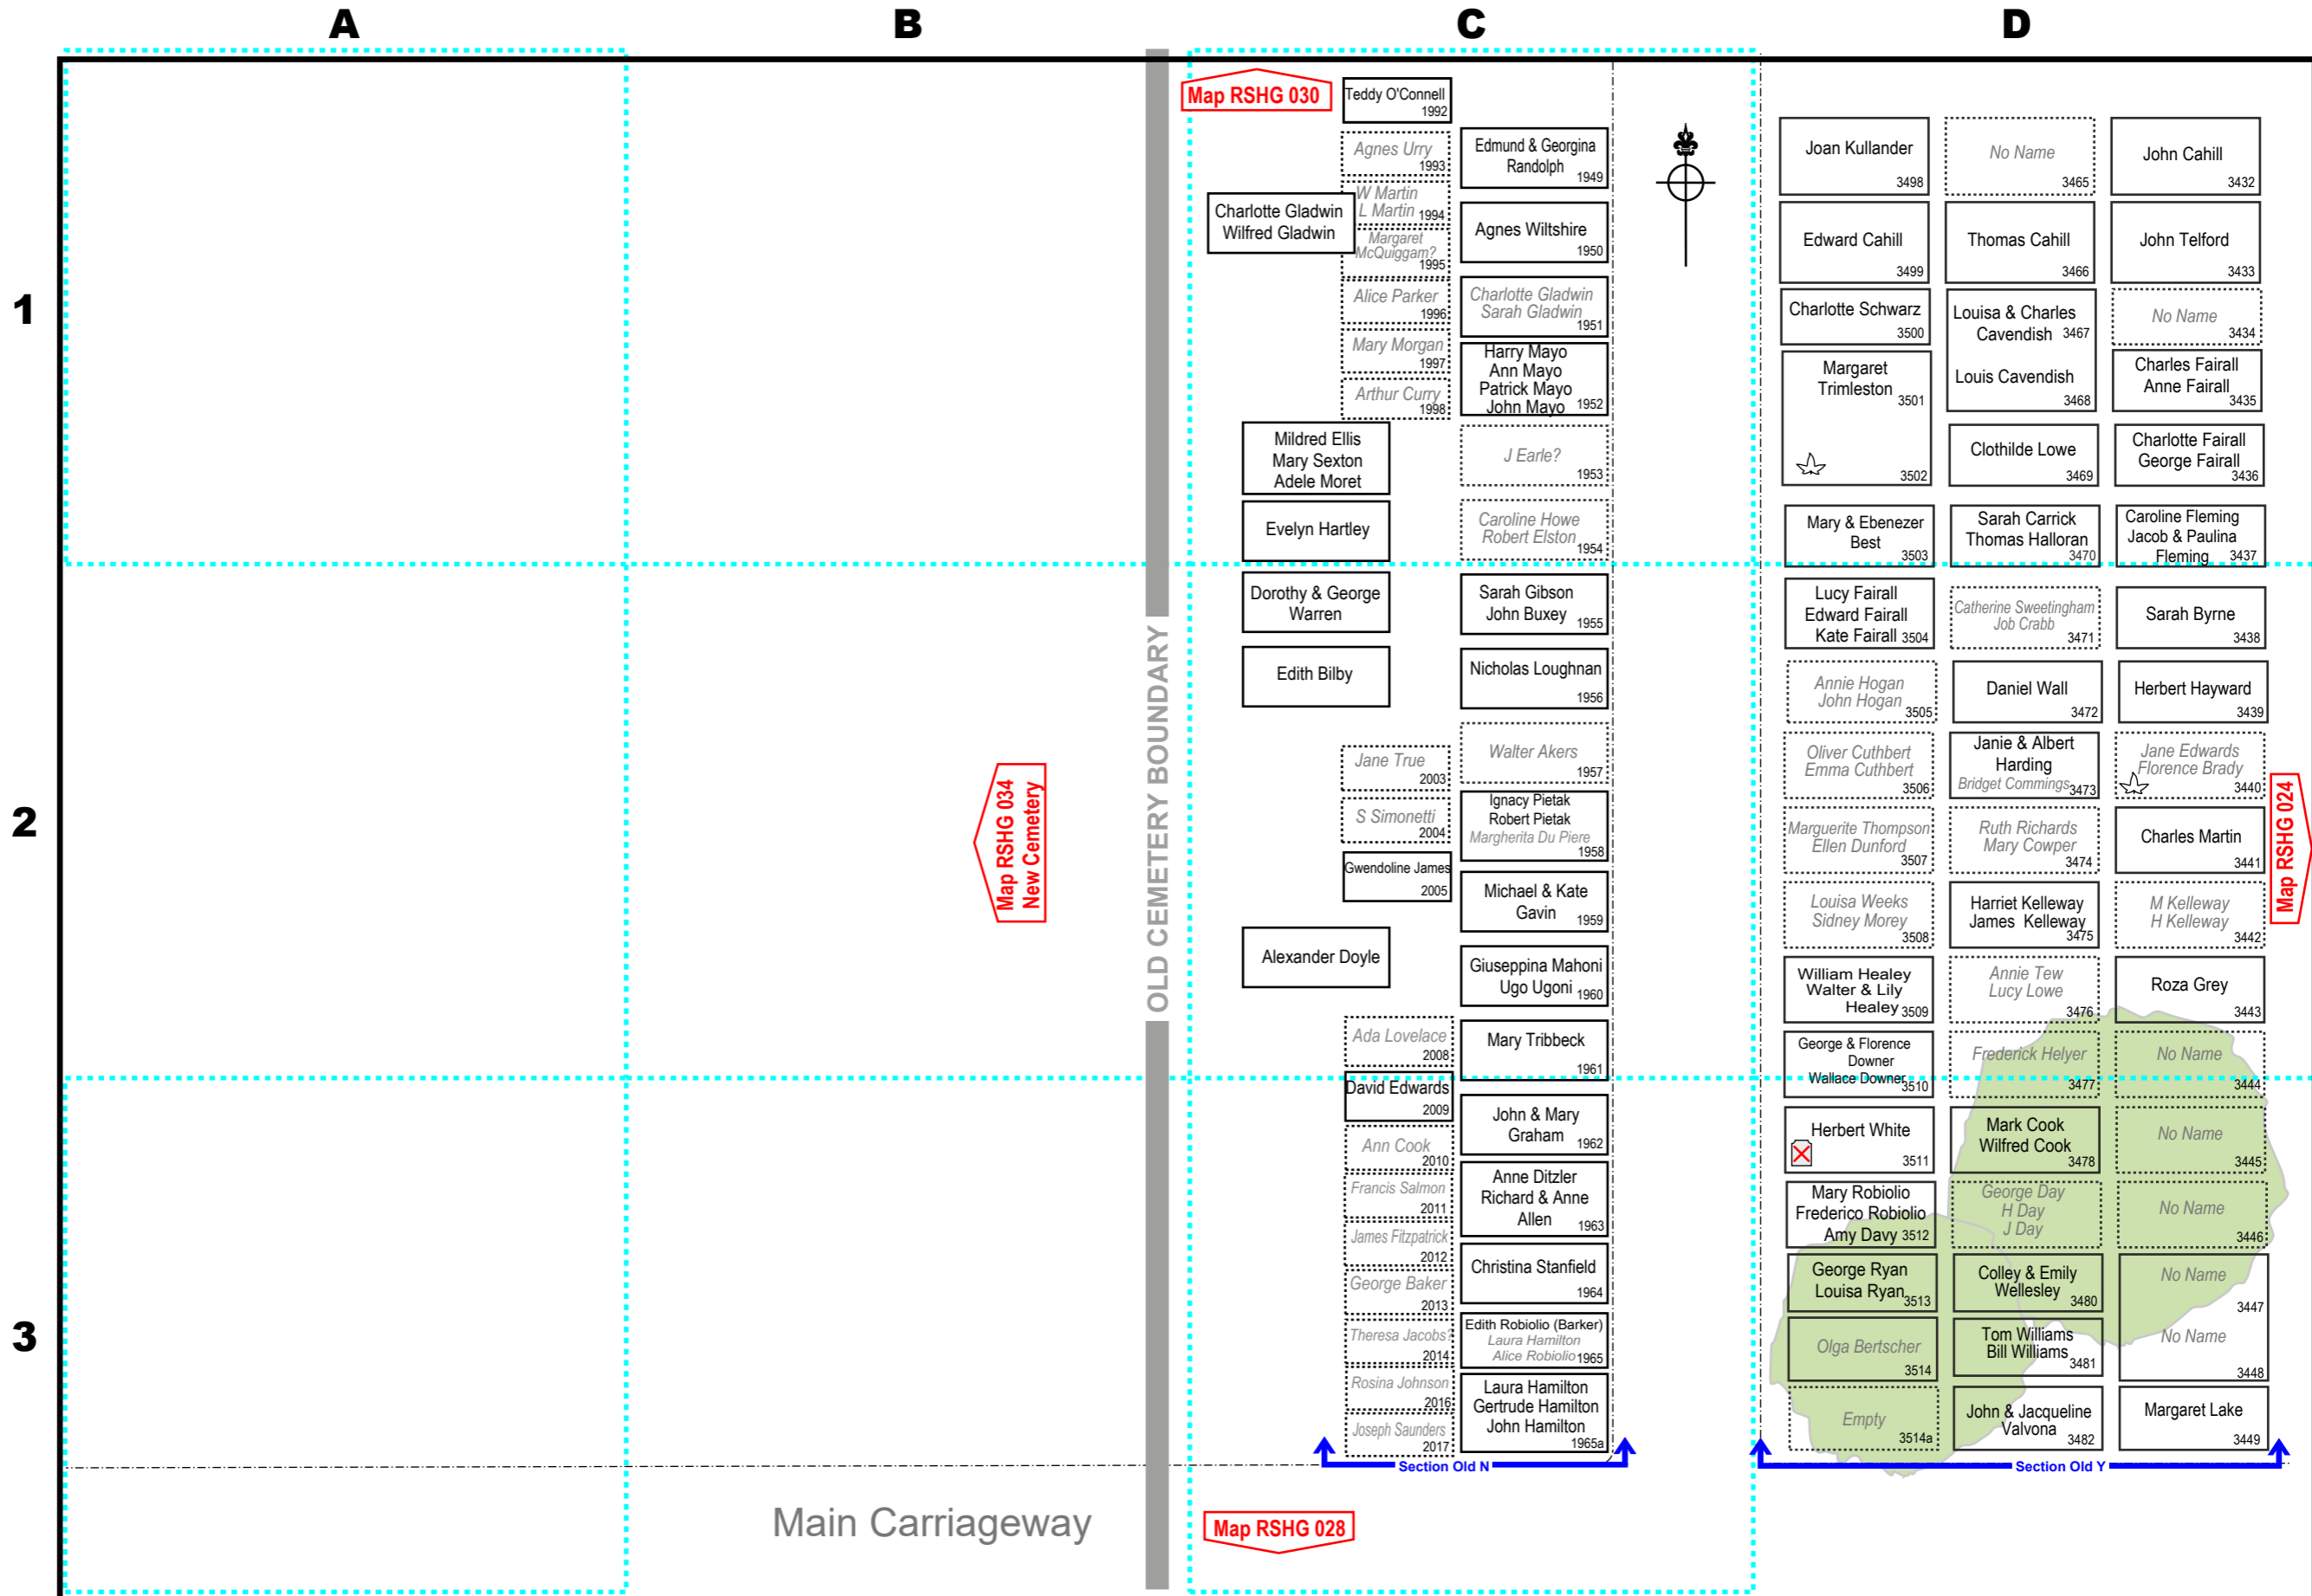 A
B
C
D
1
2
3
Map RSHG 030
Map RSHG 034
New Cemetery
OLD CEMETERY BOUNDARY
Map RSHG 024
Map RSHG 028
Main Carriageway
Charlotte Gladwin
Wilfred Gladwin
Mildred Ellis
Mary Sexton
Adele Moret
Evelyn Hartley
Dorothy & George
Warren
Edith Bilby
Alexander Doyle
Teddy O'Connell
1992
Agnes Urry
1993
W Martin
L Martin 1994
Margaret
McQuiggam?
1995
Alice Parker
1996
Mary Morgan
1997
Arthur Curry
1998
Jane True
2003
S Simonetti
2004
Gwendoline James
2005
Ada Lovelace
2008
David Edwards
2009
Ann Cook
2010
Francis Salmon
2011
James Fitzpatrick
2012
George Baker
2013
Theresa Jacobs?
2014
Rosina Johnson
2016
Joseph Saunders
2017
Edmund & Georgina
Randolph 1949
Agnes Wiltshire
1950
Charlotte Gladwin
Sarah Gladwin
1951
Harry Mayo
Ann Mayo
Patrick Mayo
John Mayo 1952
J Earle?
1953
Caroline Howe
Robert Elston
1954
Sarah Gibson
John Buxey 1955
Nicholas Loughnan
1956
Walter Akers
1957
Ignacy Pietak
Robert Pietak
Margherita Du Piere
1958
Michael & Kate
Gavin 1959
Giuseppina Mahoni
Ugo Ugoni 1960
Mary Tribbeck
1961
John & Mary
Graham 1962
Anne Ditzler
Richard & Anne
Allen 1963
Christina Stanfield
1964
Edith Robiolio (Barker)
Laura Hamilton
Alice Robiolio 1965
Laura Hamilton
Gertrude Hamilton
John Hamilton
1965a
Section Old N
Joan Kullander
3498
Edward Cahill
3499
Charlotte Schwarz
3500
Margaret
Trimleston
3501
3502
Mary & Ebenezer
Best
3503
Lucy Fairall
Edward Fairall
Kate Fairall 3504
Annie Hogan
John Hogan
3505
Oliver Cuthbert
Emma Cuthbert
3506
Marguerite Thompson
Ellen Dunford
3507
Louisa Weeks
Sidney Morey
3508
William Healey
Walter & Lily
Healey 3509
George & Florence
Downer
Wallace Downer
3510
Herbert White
3511
Mary Robiolio
Frederico Robiolio
Amy Davy 3512
George Ryan
Louisa Ryan
3513
Olga Bertscher
3514
Empty
3514a
No Name
3465
Thomas Cahill
3466
Louisa & Charles
Cavendish 3467
Louis Cavendish
3468
Clothilde Lowe
3469
Sarah Carrick
Thomas Halloran
3470
Catherine Sweetingham
Job Crabb
3471
Daniel Wall
3472
Janie & Albert
Harding
Bridget Commings
3473
Ruth Richards
Mary Cowper
3474
Harriet Kelleway
James Kelleway
3475
Annie Tew
Lucy Lowe
3476
Frederick Helyer
3477
Mark Cook
Wilfred Cook
3478
George Day
H Day
J Day
Colley & Emily
Wellesley
3480
Tom Williams
Bill Williams
3481
John & Jacqueline
Valvona
3482
John Cahill
3432
John Telford
3433
No Name
3434
Charles Fairall
Anne Fairall
3435
Charlotte Fairall
George Fairall
3436
Caroline Fleming
Jacob & Paulina
Fleming 3437
Sarah Byrne
3438
Herbert Hayward
3439
Jane Edwards
Florence Brady
3440
Charles Martin
3441
M Kelleway
H Kelleway
3442
Roza Grey
3443
No Name
3444
No Name
3445
No Name
3446
No Name
3447
No Name
3448
Margaret Lake
3449
Section Old Y